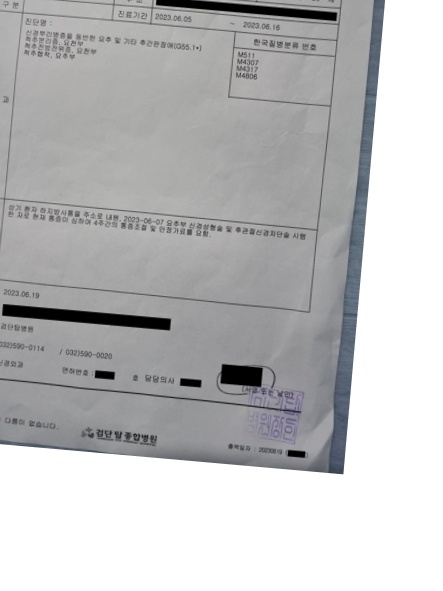 구 분
진료기간 2023.06.05 ~ 2023.06.16
진단명 :
한국질병분류 번호
신경뿌리병증을 동반한 요추 및 기타 추간판장애(G55.1*)
척추분리증, 요천부
척추전방전위증, 요천부
척추협착, 요추부
M511
M4307
M4317
M4806
과
상기 환자 하지방사통을 주소로 내원, 2023-06-07 요추부 신경성형술 및 후관절신경차단술 시행
한 자로 현재 통증이 심하여 4주간의 통증조절 및 안정가료를 요함.
2023.06.19
검단탑병원
032)590-0114 / 032)590-0020
신경외과
면허번호 : 호 담당의사
(서명 또는 날인)
다름이 없습니다.
검단탑종합병원
출력일자 : 20230619